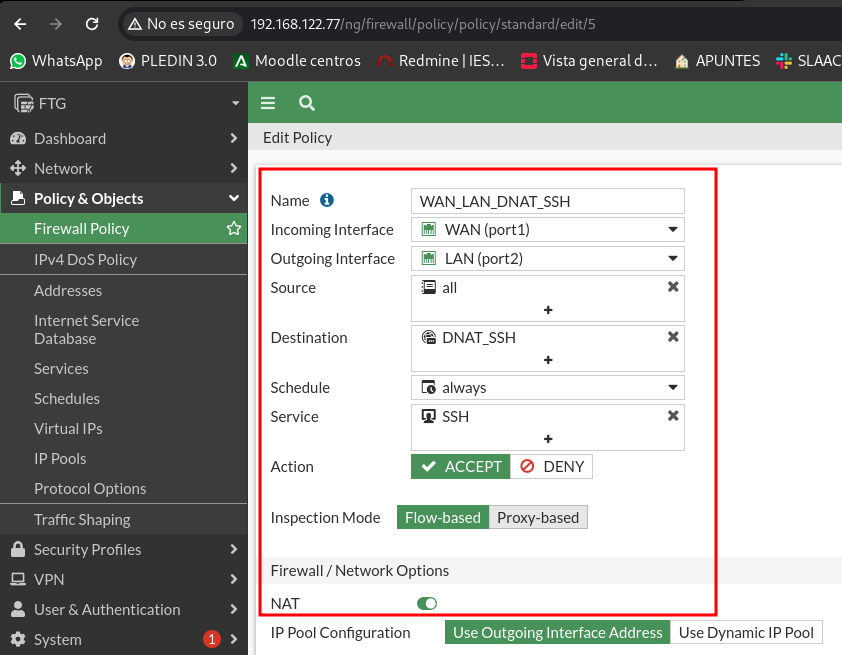 No es seguro 192.168.122.77/ng/firewall/policy/policy/standard/edit/5
WhatsApp PLEDIN 3.0 Moodle centros Redmine | IES… Vista general d… APUNTES SLAAC
FTG
Dashboard
Network
Policy & Objects
Firewall Policy
IPv4 DoS Policy
Addresses
Internet Service
Database
Services
Schedules
Virtual IPs
IP Pools
Protocol Options
Traffic Shaping
Security Profiles
VPN
User & Authentication
System 1
Edit Policy
Name WAN_LAN_DNAT_SSH
Incoming Interface WAN (port1)
Outgoing Interface LAN (port2)
Source all
+
Destination DNAT_SSH
+
Schedule always
Service SSH
+
Action ACCEPT DENY
Inspection Mode Flow-based Proxy-based
Firewall / Network Options
NAT
IP Pool Configuration Use Outgoing Interface Address Use Dynamic IP Pool